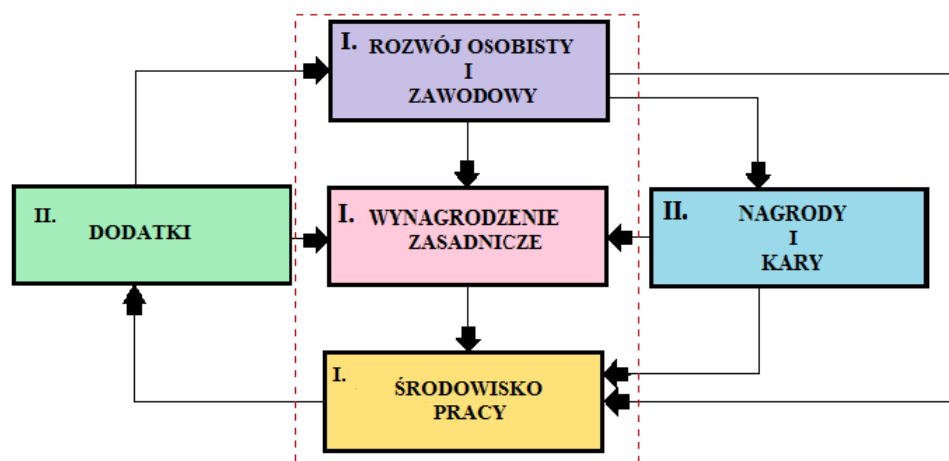 I. ROZWÓJ OSOBISTY
I
ZAWODOWY
II. DODATKI
I. WYNAGRODZENIE
ZASADNICZE
II. NAGRODY
I
KARY
I. ŚRODOWISKO
PRACY